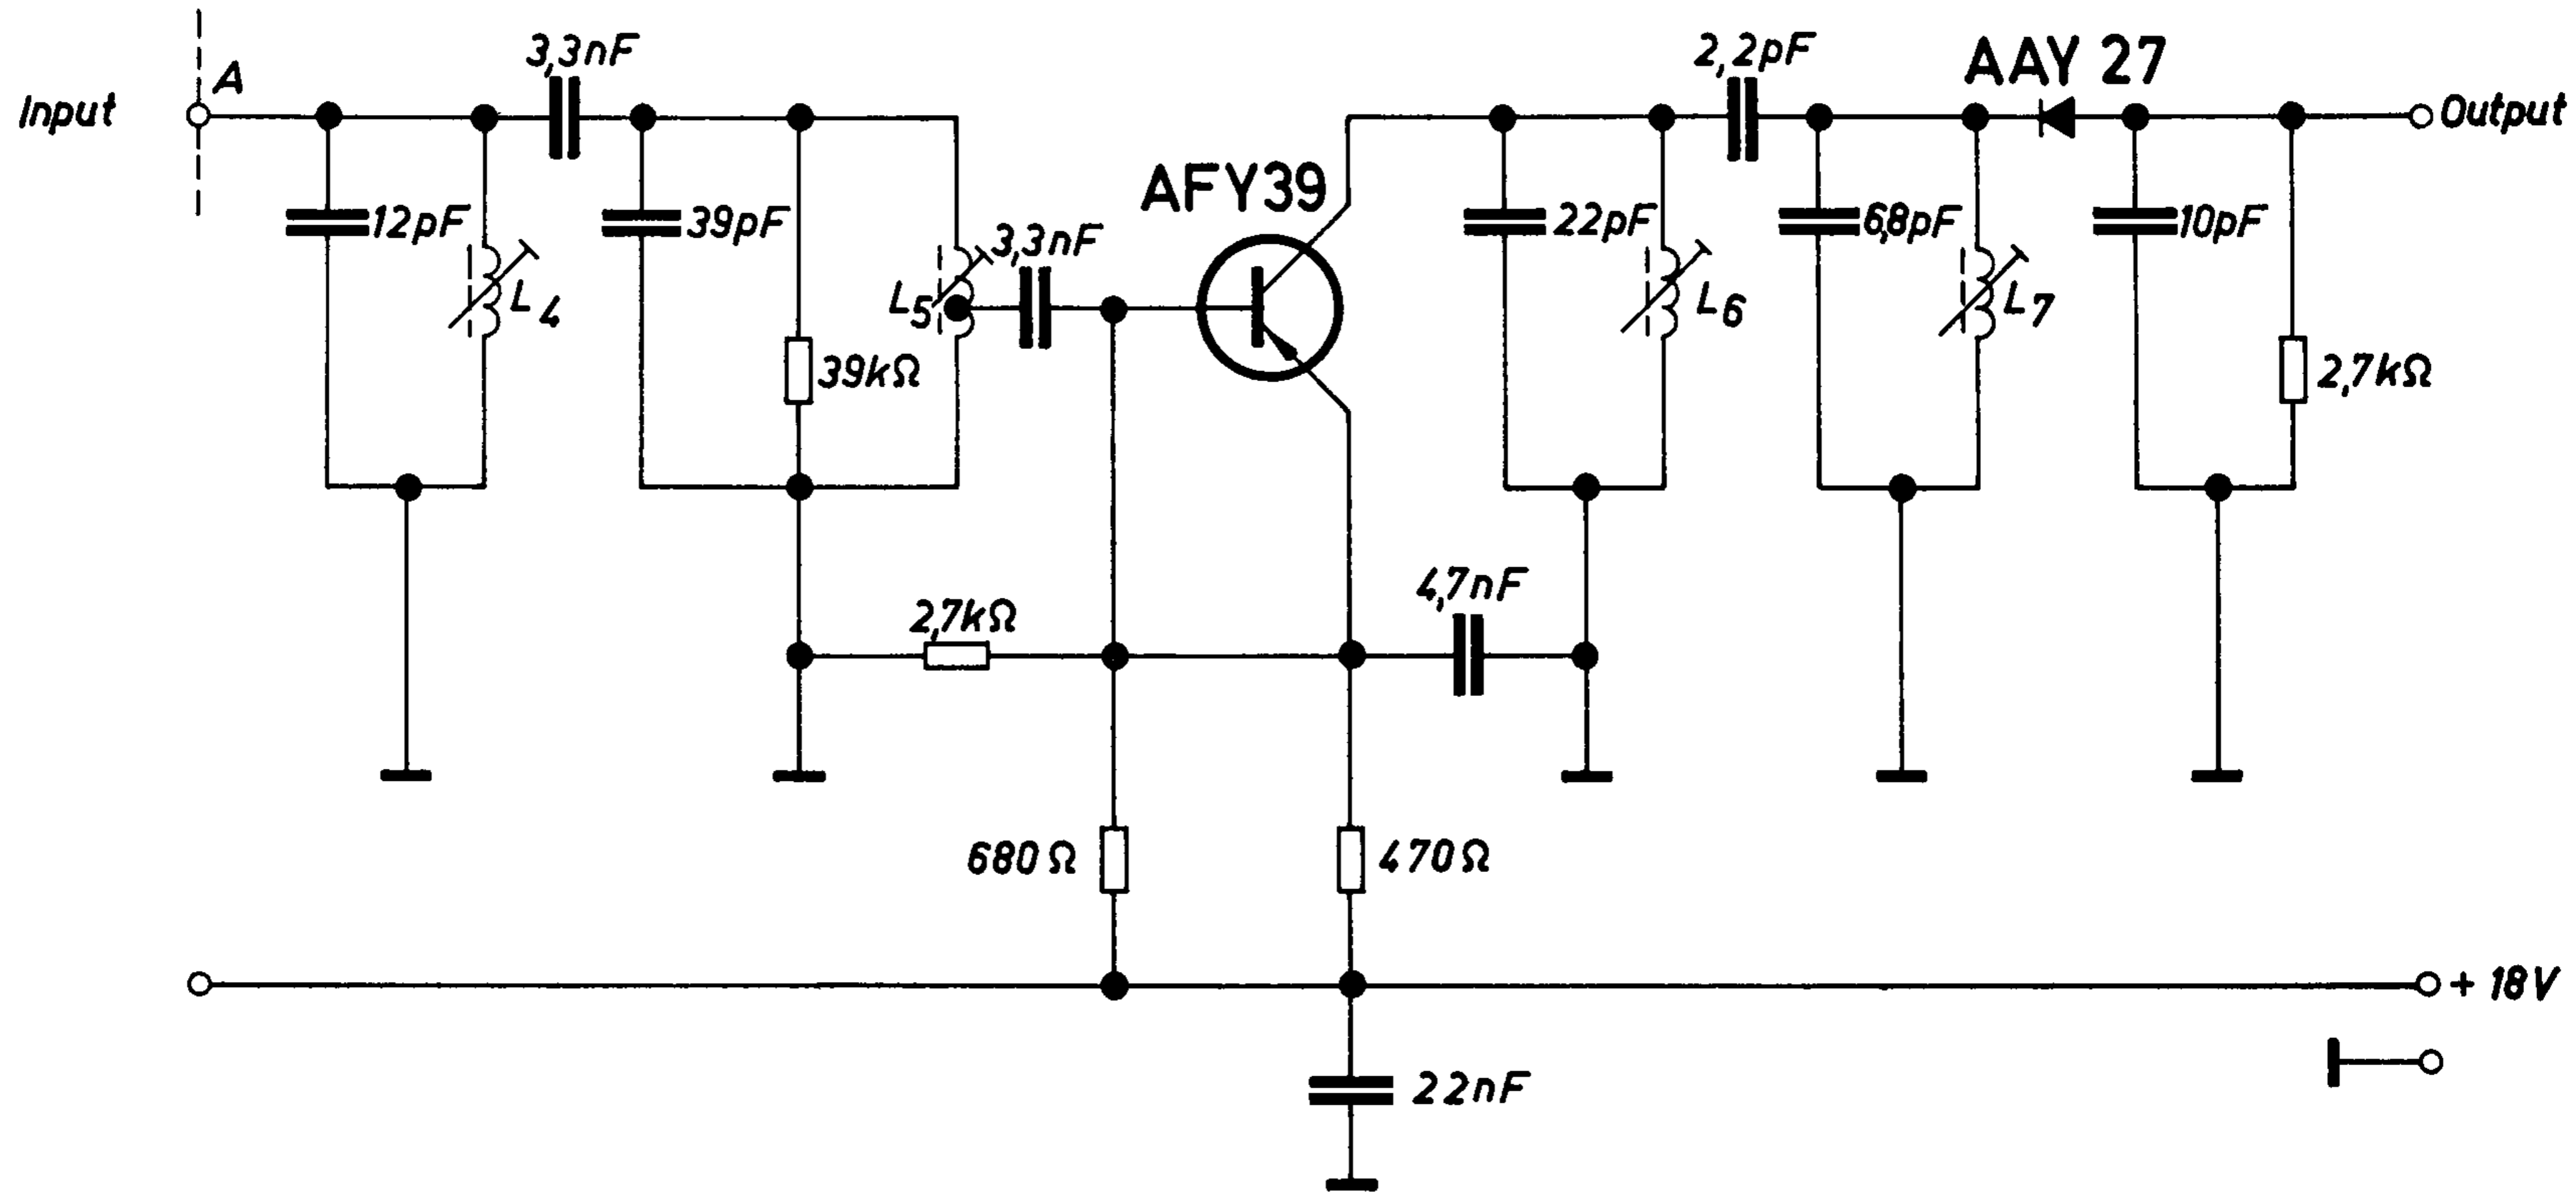 Input
A
3,3nF
2,2pF
AAY 27
Output
12pF
L4
39pF
39kΩ
L5
3,3nF
AFY39
22pF
L6
6,8pF
L7
10pF
2,7kΩ
2,7kΩ
4,7nF
680Ω
470Ω
+ 18V
22nF